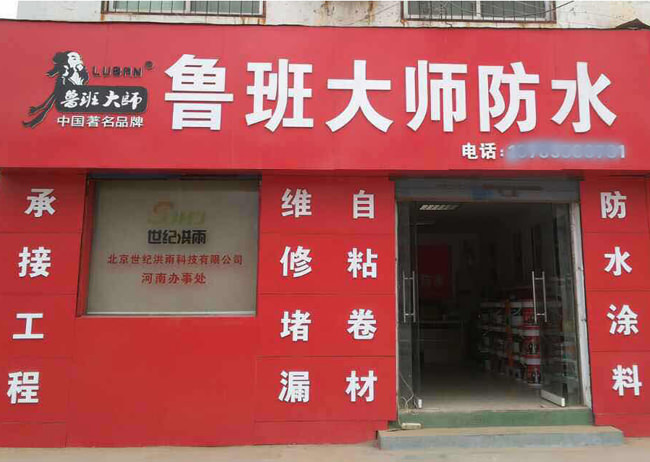 LUBAN®
鲁班大师
中国著名品牌
鲁班大师防水
电话:
承接工程
世纪洪雨
北京世纪洪雨科技有限公司
河南办事处
维修堵漏
自粘卷材
防水涂料